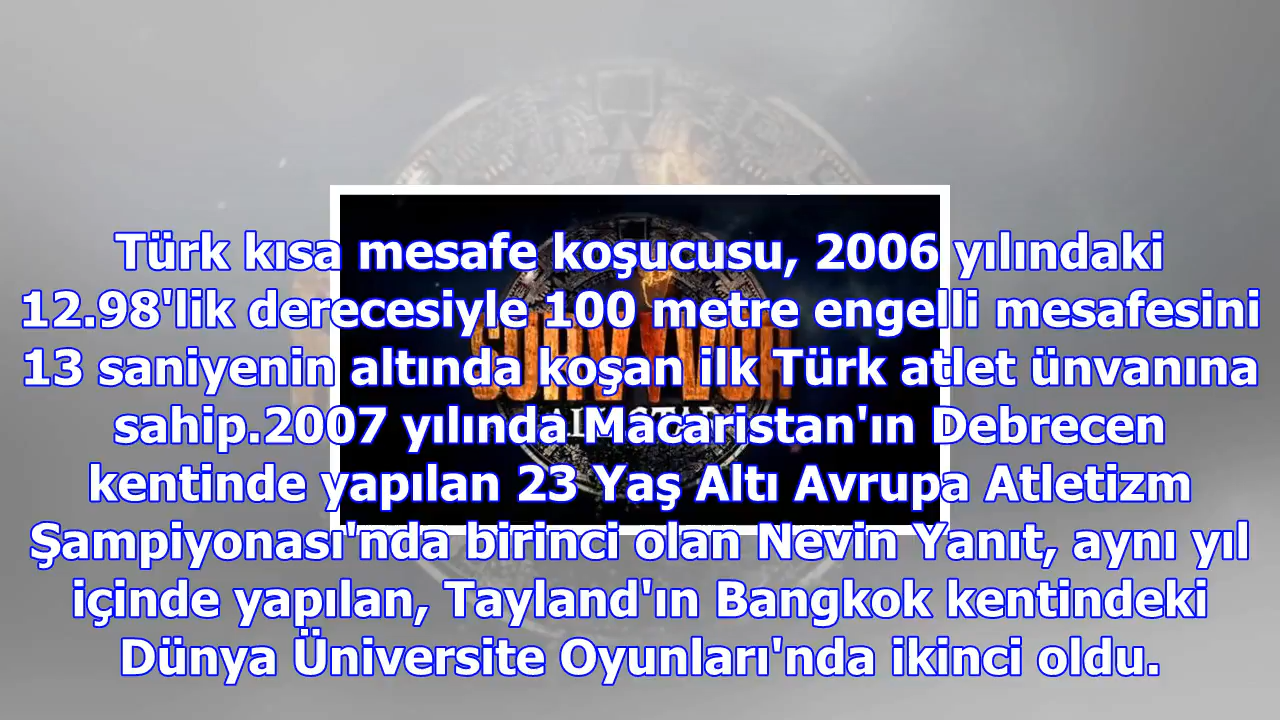 Türk kısa mesafe koşucusu, 2006 yılındaki
12.98'lik derecesiyle 100 metre engelli mesafesini
13 saniyenin altında koşan ilk Türk atlet ünvanına
sahip.2007 yılında Macaristan'ın Debrecen
kentinde yapılan 23 Yaş Altı Avrupa Atletizm
Şampiyonası'nda birinci olan Nevin Yanıt, aynı yıl
içinde yapılan, Tayland'ın Bangkok kentindeki
Dünya Üniversite Oyunları'nda ikinci oldu.
SURVIVOR